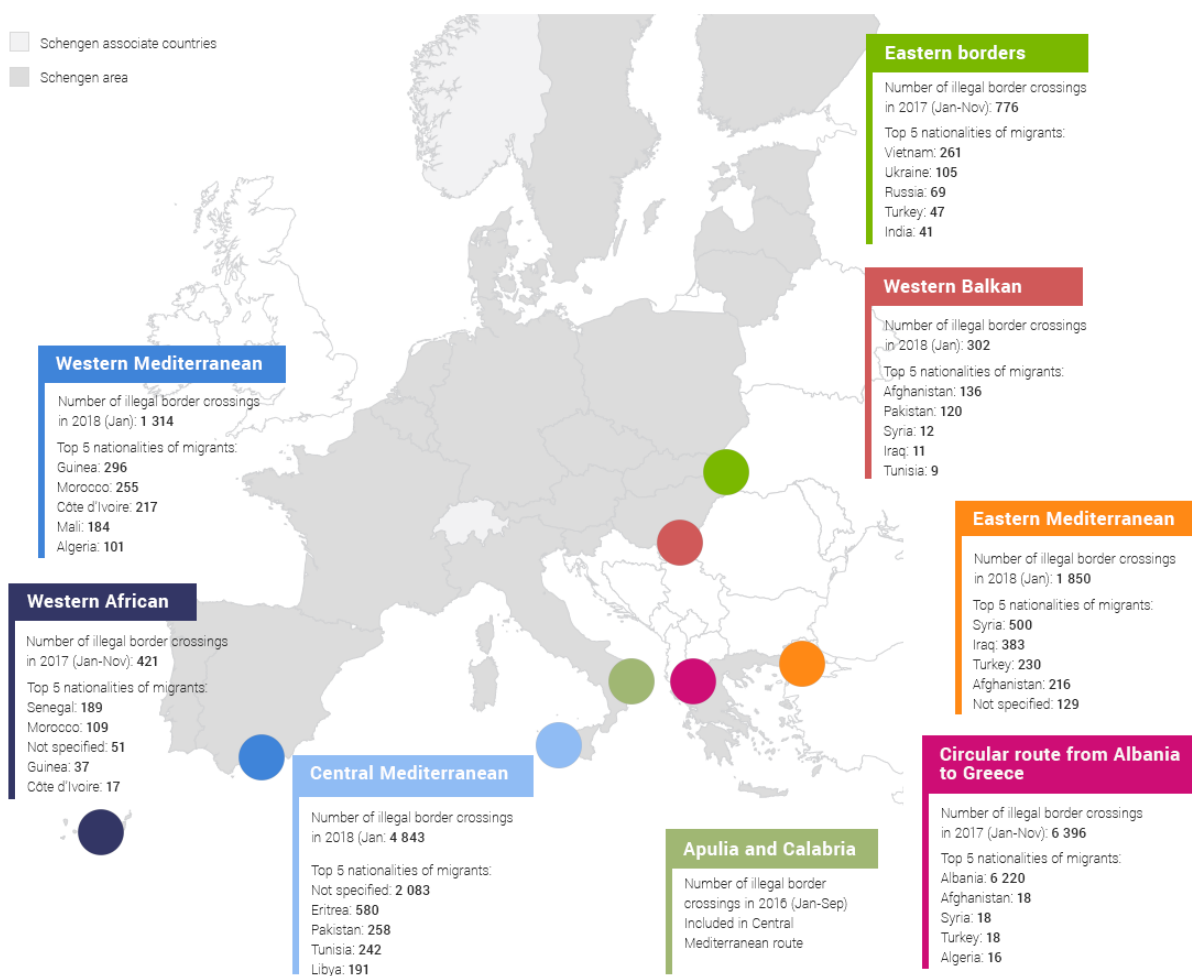 Schengen associate countries
Schengen area
Eastern borders
Number of illegal border crossings
in 2017 (Jan-Nov): 776
Top 5 nationalities of migrants:
Vietnam: 261
Ukraine: 105
Russia: 69
Turkey: 47
India: 41
Western Balkan
Number of illegal border crossings
in 2018 (Jan): 302
Top 5 nationalities of migrants:
Afghanistan: 136
Pakistan: 120
Syria: 12
Iraq: 11
Tunisia: 9
Western Mediterranean
Number of illegal border crossings
in 2018 (Jan): 1 314
Top 5 nationalities of migrants:
Guinea: 296
Morocco: 255
Côte d'Ivoire: 217
Mali: 184
Algeria: 101
Eastern Mediterranean
Number of illegal border crossings
in 2018 (Jan): 1 850
Top 5 nationalities of migrants:
Syria: 500
Iraq: 383
Turkey: 230
Afghanistan: 216
Not specified: 129
Western African
Number of illegal border crossings
in 2017 (Jan-Nov): 421
Top 5 nationalities of migrants:
Senegal: 189
Morocco: 109
Not specified: 51
Guinea: 37
Côte d'Ivoire: 17
Central Mediterranean
Number of illegal border crossings
in 2018 (Jan: 4 843
Top 5 nationalities of migrants:
Not specified: 2 083
Eritrea: 580
Pakistan: 258
Tunisia: 242
Libya: 191
Apulia and Calabria
Number of illegal border
crossings in 2016 (Jan-Sep)
Included in Central
Mediterranean route
Circular route from Albania
to Greece
Number of illegal border crossings
in 2017 (Jan-Nov): 6 396
Top 5 nationalities of migrants:
Albania: 6 220
Afghanistan: 18
Syria: 18
Turkey: 18
Algeria: 16